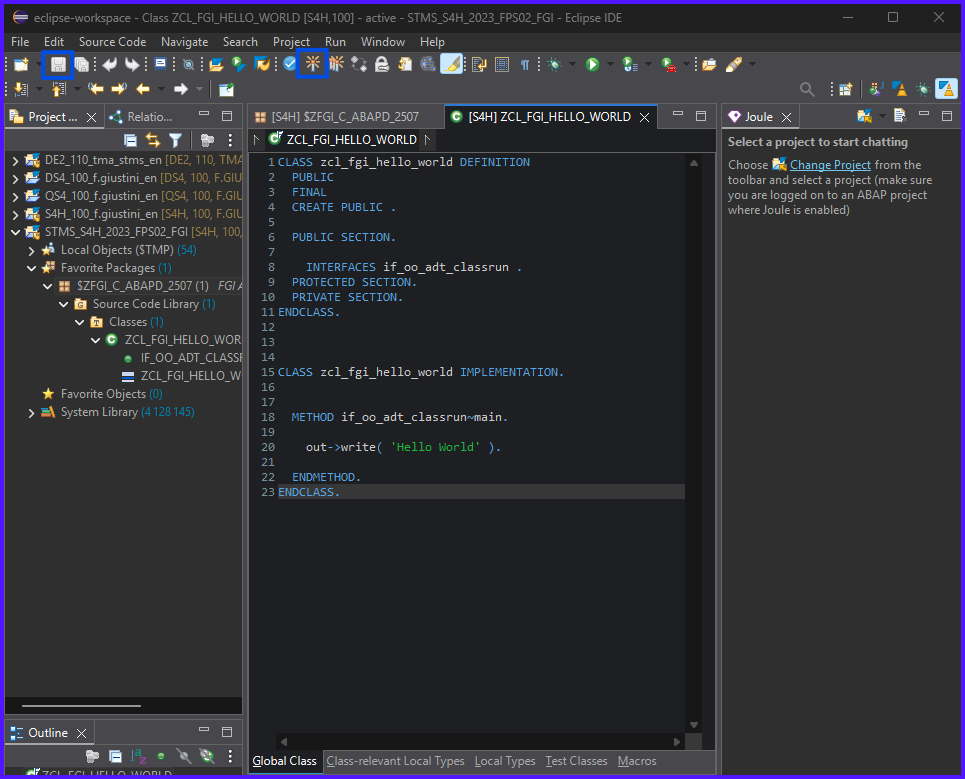 eclipse-workspace - Class ZCL_FGI_HELLO_WORLD [S4H,100] - active - STMS_S4H_2023_FPS02_FGI - Eclipse IDE
File Edit Source Code Navigate Search Project Run Window Help
Project ...
Relatio...
DE2_110_tma_stms_en [DE2, 110, TMA
DS4_100_f.giustini_en [DS4, 100, F.GIU
QS4_100_f.giustini_en [QS4, 100, F.GIU
S4H_100_f.giustini_en [S4H, 100, F.GIU
STMS_S4H_2023_FPS02_FGI [S4H, 100,
Local Objects ($TMP) (54)
Favorite Packages (1)
$ZFGI_C_ABAPD_2507 (1) FGI A
Source Code Library (1)
Classes (1)
ZCL_FGI_HELLO_WOR
IF_OO_ADT_CLASSR
ZCL_FGI_HELLO_W
Favorite Objects (0)
System Library (4 128 145)
Outline
ZCL_FGI_HELLO_WORLD
[S4H] $ZFGI_C_ABAPD_2507
[S4H] ZCL_FGI_HELLO_WORLD
ZCL_FGI_HELLO_WORLD
1 CLASS zcl_fgi_hello_world DEFINITION
2 PUBLIC
3 FINAL
4 CREATE PUBLIC .
5
6 PUBLIC SECTION.
7
8 INTERFACES if_oo_adt_classrun .
9 PROTECTED SECTION.
10 PRIVATE SECTION.
11 ENDCLASS.
12
13
14
15 CLASS zcl_fgi_hello_world IMPLEMENTATION.
16
17
18 METHOD if_oo_adt_classrun~main.
19
20 out->write( 'Hello World' ).
21
22 ENDMETHOD.
23 ENDCLASS.
Global Class Class-relevant Local Types Local Types Test Classes Macros
Joule
Select a project to start chatting
Choose Change Project from the
toolbar and select a project (make sure
you are logged on to an ABAP project
where Joule is enabled)